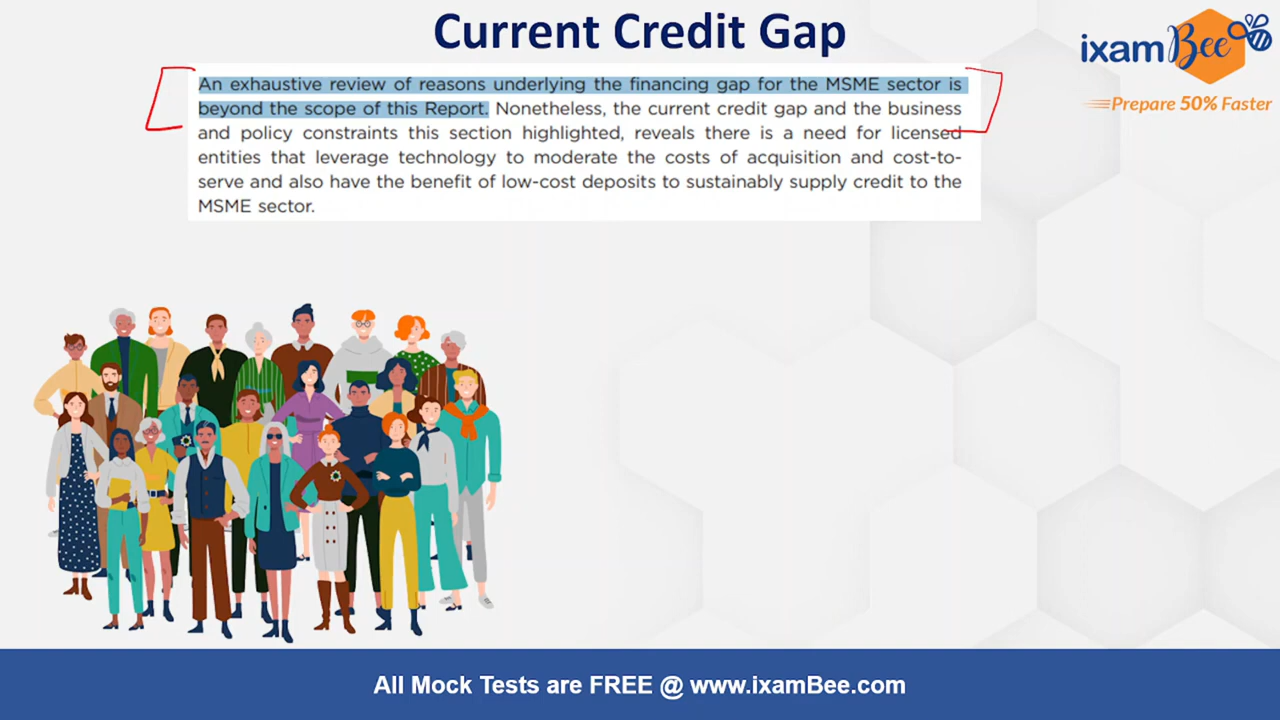 Current Credit Gap
ixamBee
Prepare 50% Faster
An exhaustive review of reasons underlying the financing gap for the MSME sector is
beyond the scope of this Report. Nonetheless, the current credit gap and the business
and policy constraints this section highlighted, reveals there is a need for licensed
entities that leverage technology to moderate the costs of acquisition and cost-to-
serve and also have the benefit of low-cost deposits to sustainably supply credit to the
MSME sector.
All Mock Tests are FREE @ www.ixamBee.com